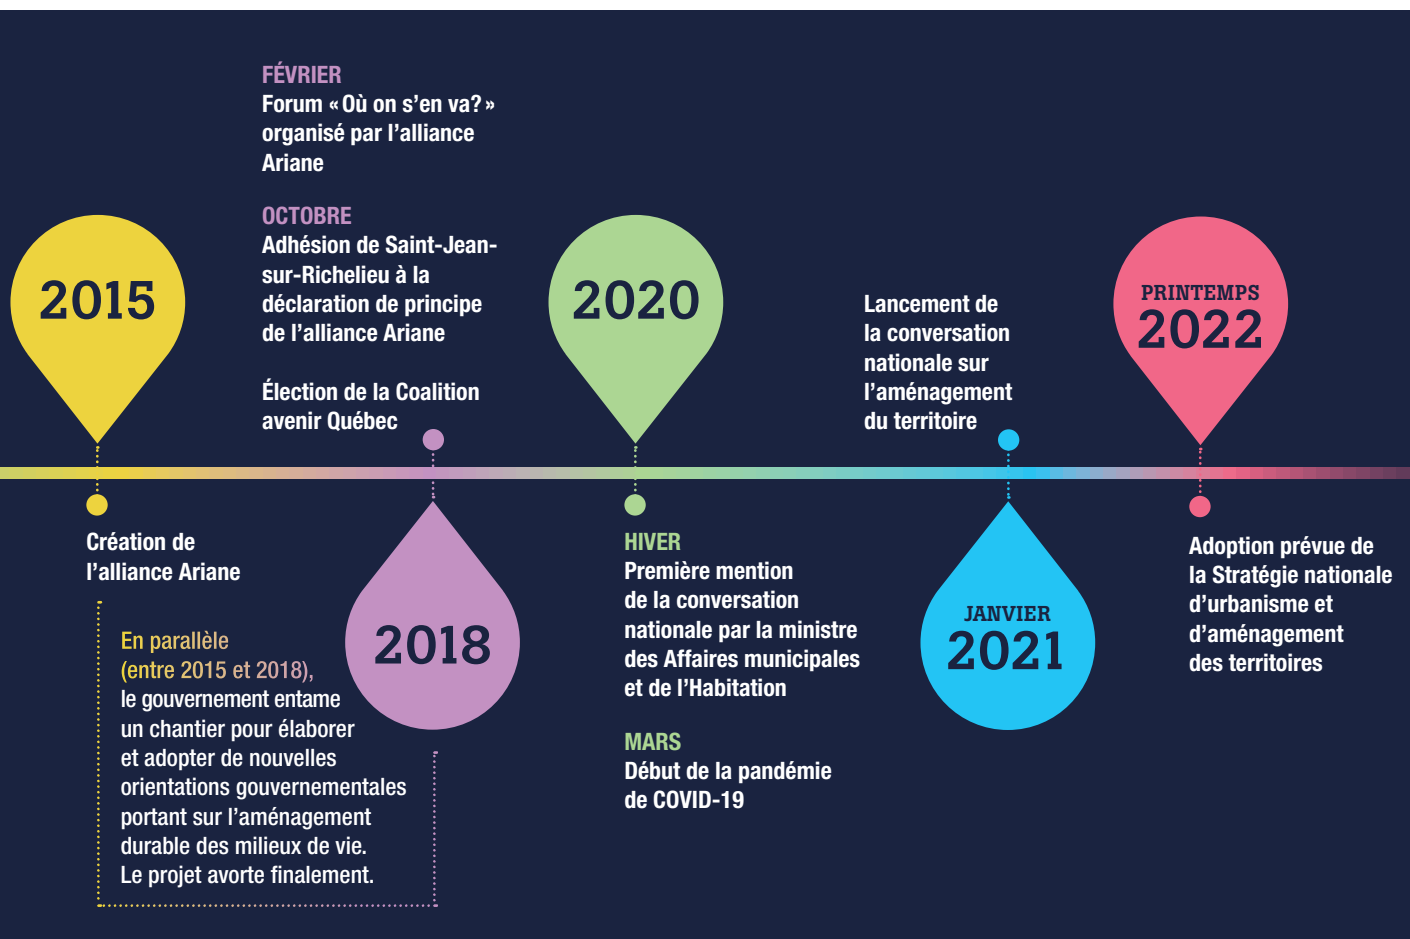 2015
Création de
l’alliance Ariane
En parallèle
(entre 2015 et 2018),
le gouvernement entame
un chantier pour élaborer
et adopter de nouvelles
orientations gouvernementales
portant sur l’aménagement
durable des milieux de vie.
Le projet avorte finalement.
FÉVRIER
Forum « Où on s’en va? »
organisé par l’alliance
Ariane
OCTOBRE
Adhésion de Saint-Jean-
sur-Richelieu à la
déclaration de principe
de l’alliance Ariane
Élection de la Coalition
avenir Québec
2018
2020
HIVER
Première mention
de la conversation
nationale par la ministre
des Affaires municipales
et de l’Habitation
MARS
Début de la pandémie
de COVID-19
Lancement de
la conversation
nationale sur
l’aménagement
du territoire
JANVIER
2021
PRINTEMPS
2022
Adoption prévue de
la Stratégie nationale
d’urbanisme et
d’aménagement
des territoires